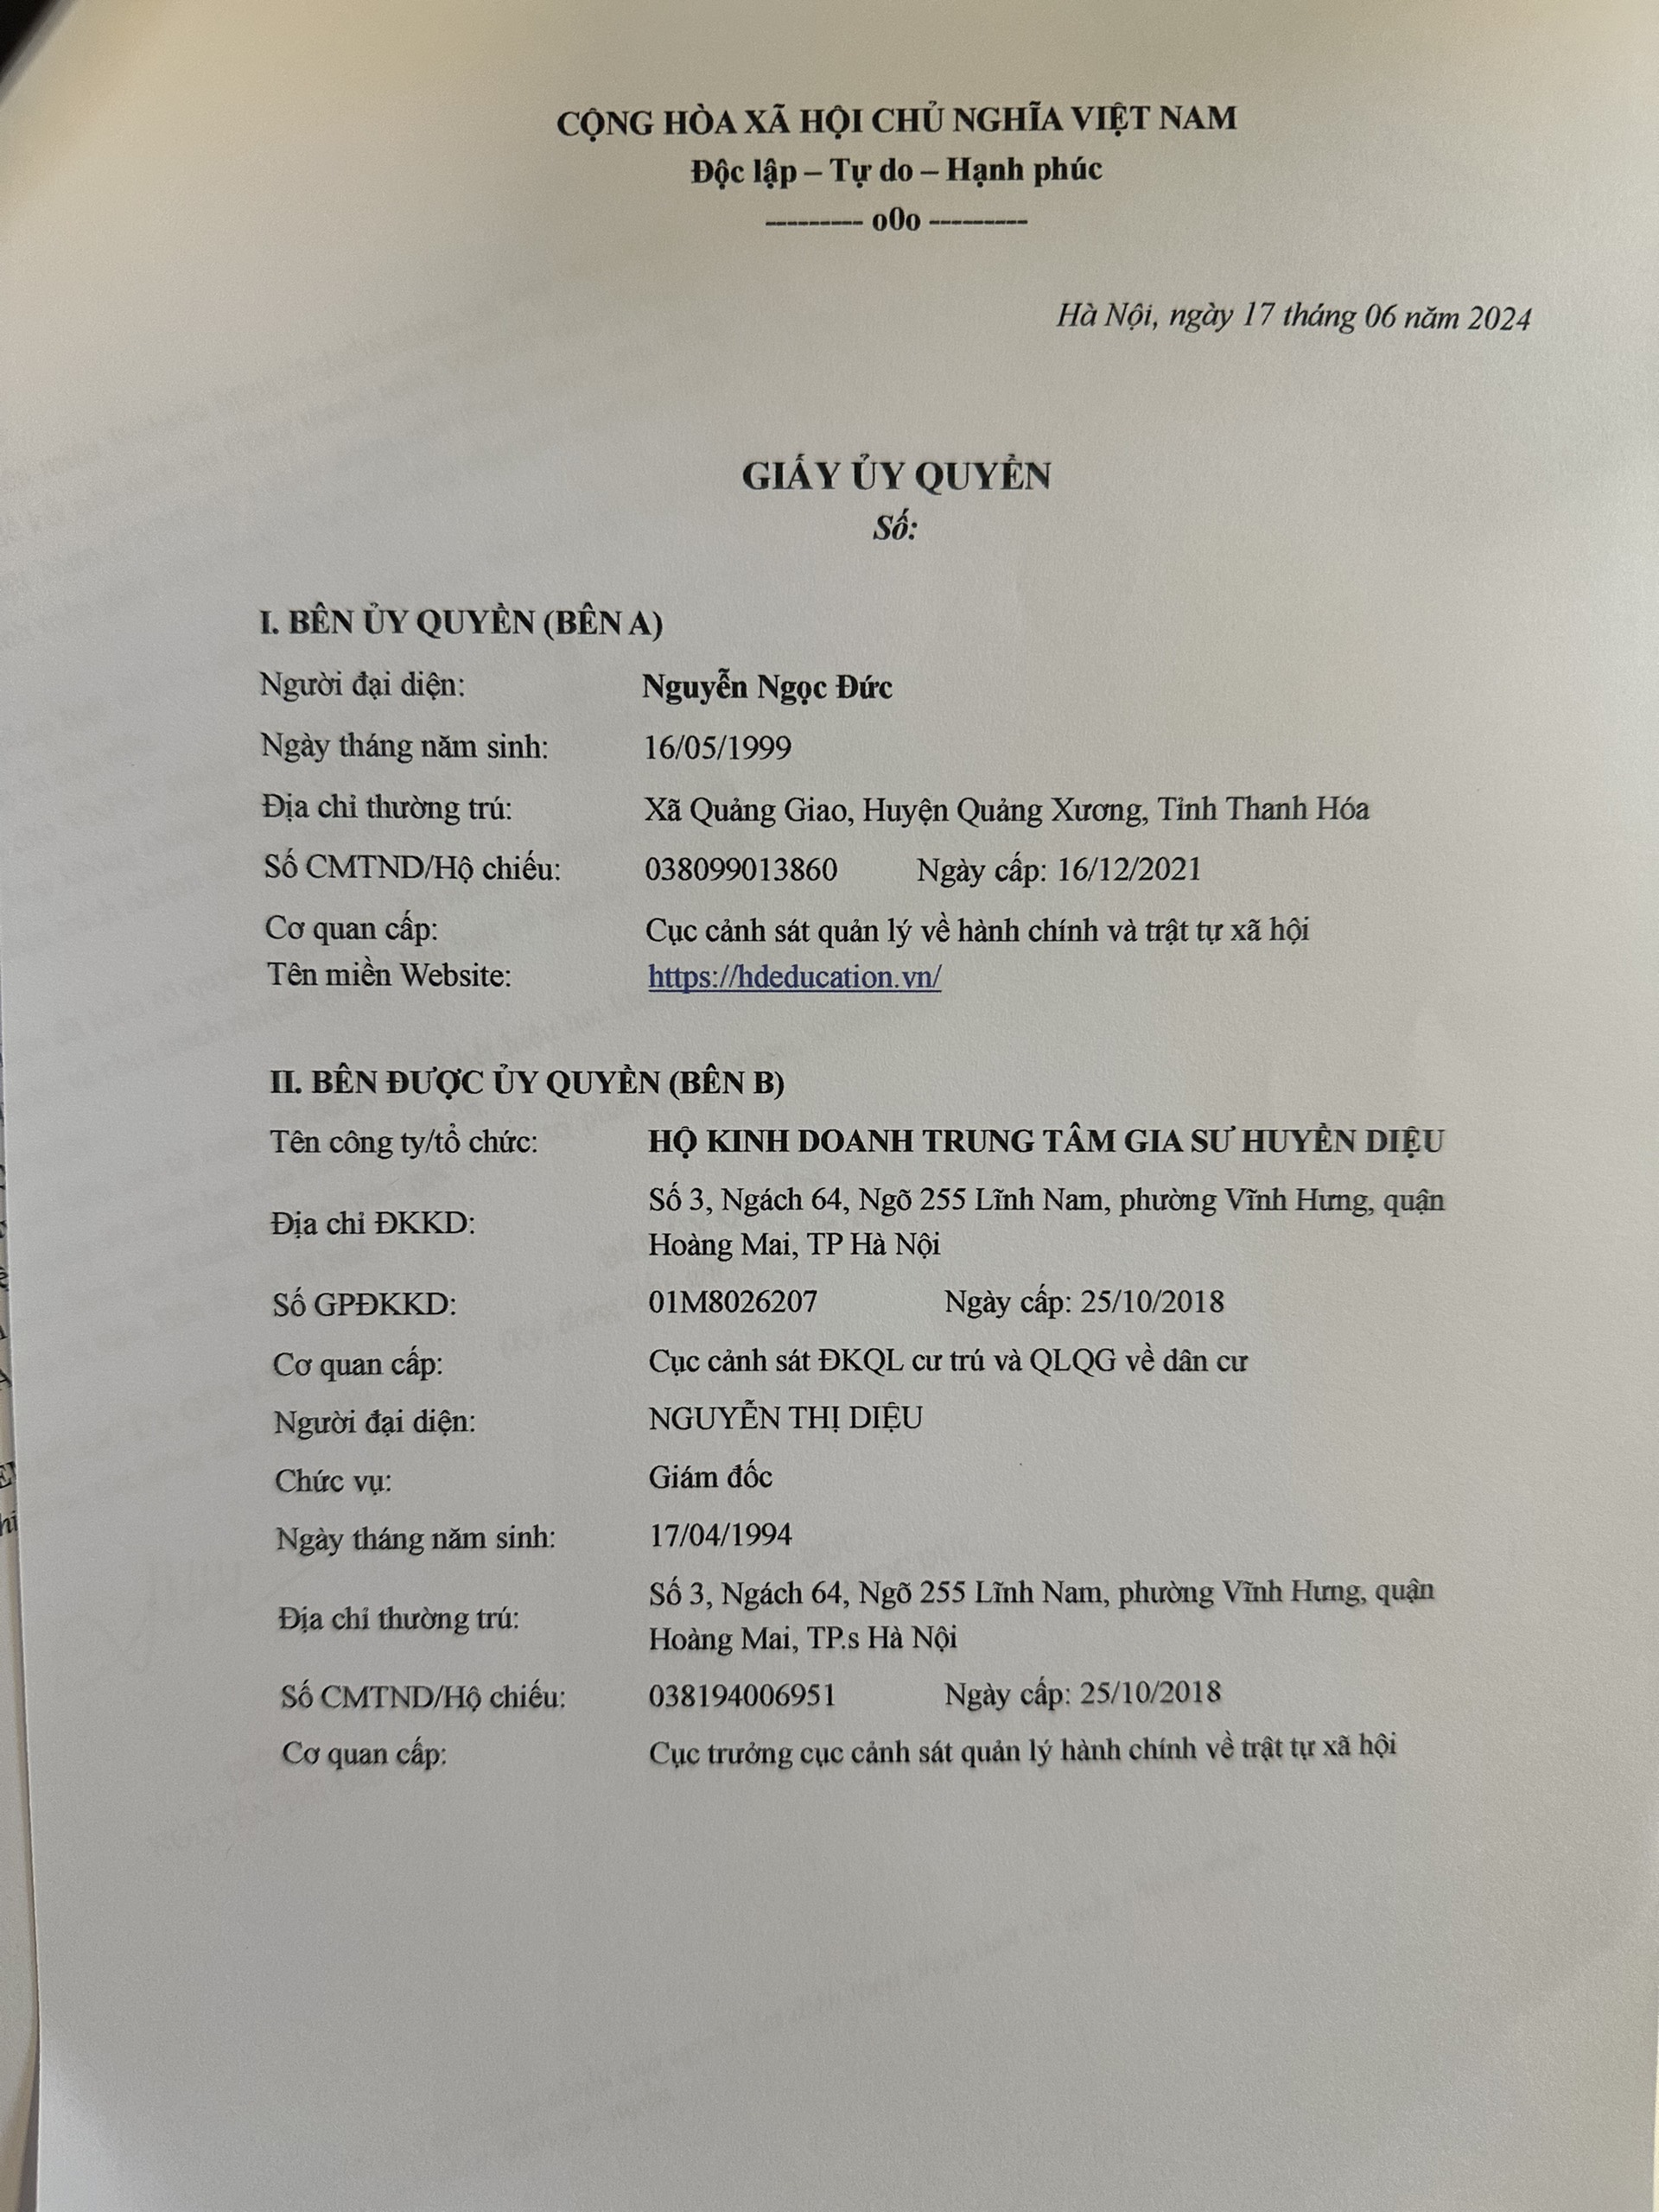 CỘNG HÒA XÃ HỘI CHỦ NGHĨA VIỆT NAM
Độc lập – Tự do – Hạnh phúc
--------- o0o ---------
Hà Nội, ngày 17 tháng 06 năm 2024
GIẤY ỦY QUYỀN
Số:
I. BÊN ỦY QUYỀN (BÊN A)
Người đại diện: Nguyễn Ngọc Đức
Ngày tháng năm sinh: 16/05/1999
Địa chỉ thường trú: Xã Quảng Giao, Huyện Quảng Xương, Tỉnh Thanh Hóa
Số CMTND/Hộ chiếu: 038099013860 Ngày cấp: 16/12/2021
Cơ quan cấp: Cục cảnh sát quản lý về hành chính và trật tự xã hội
Tên miền Website: https://hdeducation.vn/
II. BÊN ĐƯỢC ỦY QUYỀN (BÊN B)
Tên công ty/tổ chức: HỘ KINH DOANH TRUNG TÂM GIA SƯ HUYỀN DIỆU
Địa chỉ ĐKKD: Số 3, Ngách 64, Ngõ 255 Lĩnh Nam, phường Vĩnh Hưng, quận
Hoàng Mai, TP Hà Nội
Số GPĐKKD: 01M8026207 Ngày cấp: 25/10/2018
Cơ quan cấp: Cục cảnh sát ĐKQL cư trú và QLQG về dân cư
Người đại diện: NGUYỄN THỊ DIỆU
Chức vụ: Giám đốc
Ngày tháng năm sinh: 17/04/1994
Địa chỉ thường trú: Số 3, Ngách 64, Ngõ 255 Lĩnh Nam, phường Vĩnh Hưng, quận
Hoàng Mai, TP.s Hà Nội
Số CMTND/Hộ chiếu: 038194006951 Ngày cấp: 25/10/2018
Cơ quan cấp: Cục trưởng cục cảnh sát quản lý hành chính về trật tự xã hội